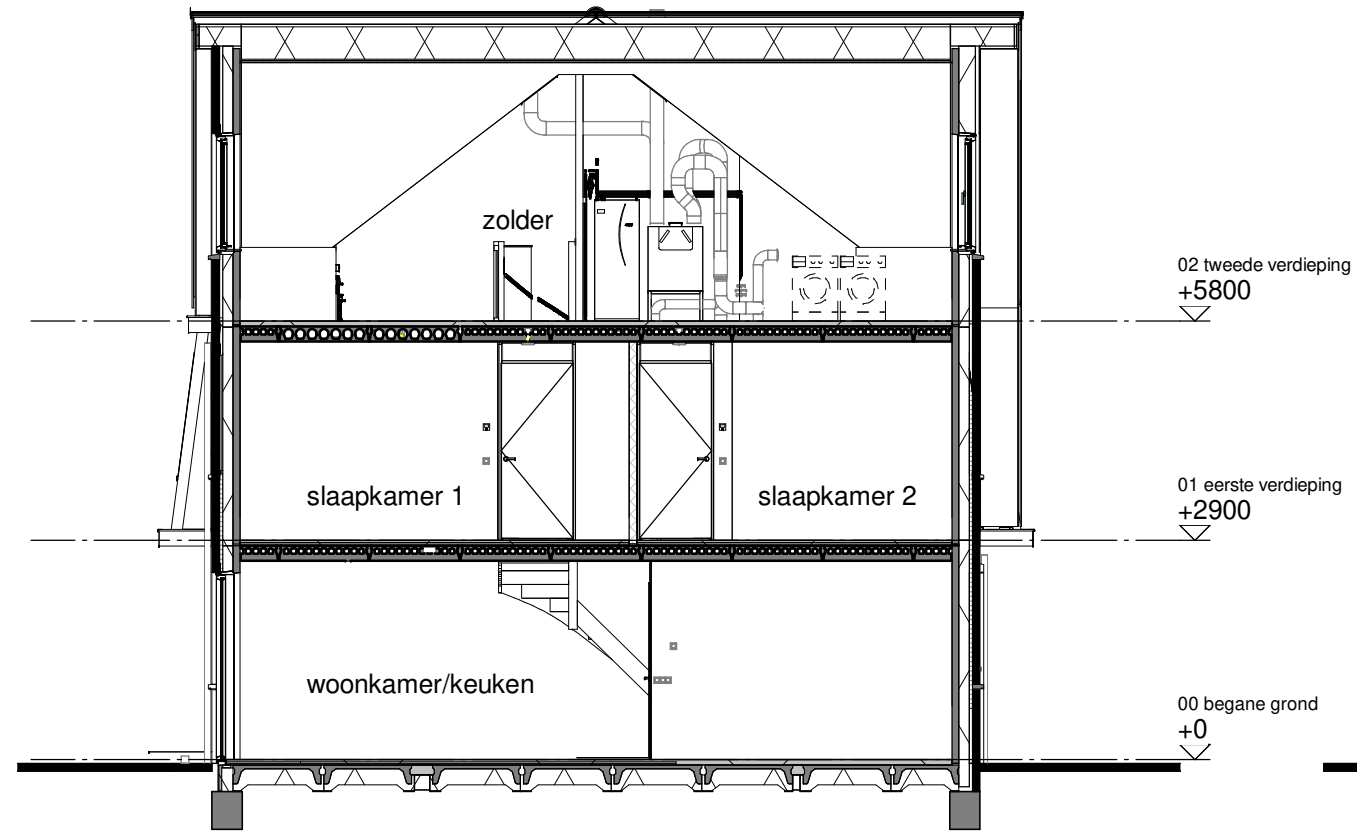 zolder
02 tweede verdieping
+5800
slaapkamer 1
slaapkamer 2
01 eerste verdieping
+2900
woonkamer/keuken
00 begane grond
+0